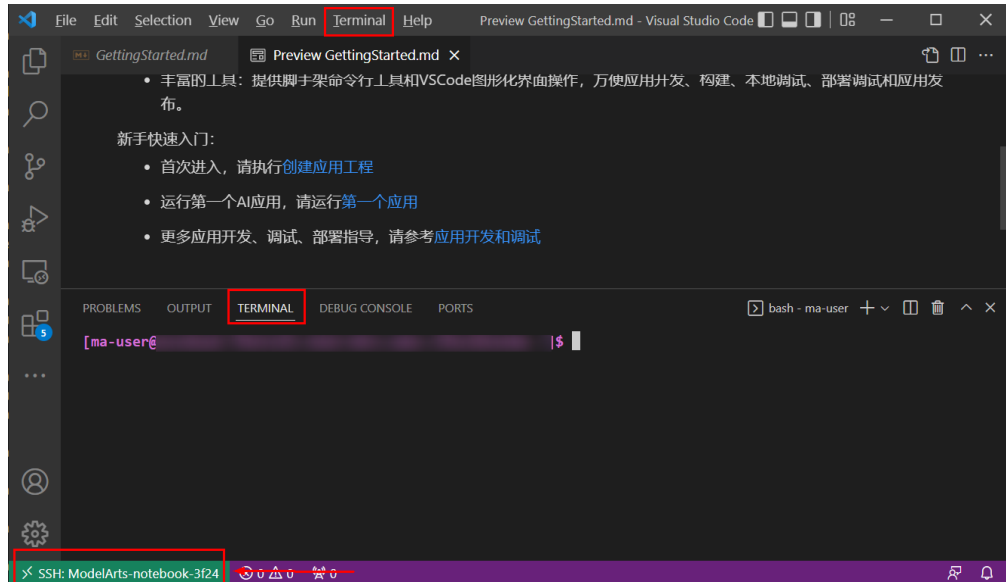 File Edit Selection View Go Run Terminal Help Preview GettingStarted.md - Visual Studio Code
GettingStarted.md Preview GettingStarted.md
• 丰富的工具：提供脚手架命令行工具和VSCode图形化界面操作，方便应用开发、构建、本地调试、部署调试和应用发
布。
新手快速入门：
• 首次进入，请执行创建应用工程
• 运行第一个AI应用，请运行第一个应用
• 更多应用开发、调试、部署指导，请参考应用开发和调试
PROBLEMS OUTPUT TERMINAL DEBUG CONSOLE PORTS bash - ma-user
5
[ma-user@ ]$
SSH: ModelArts-notebook-3f24 0 0 0